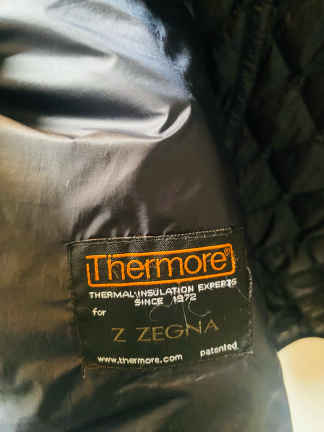 Thermore®
THERMAL INSULATION EXPERTS
SINCE 1972
for
Z ZEGNA
www.thermore.com patented